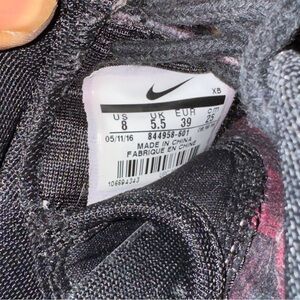 XB
US UK EUR cm
8 5.5 39 25
05/11/16 844958-601
MADE IN CHINA
FABRIQUÉ EN CHINE